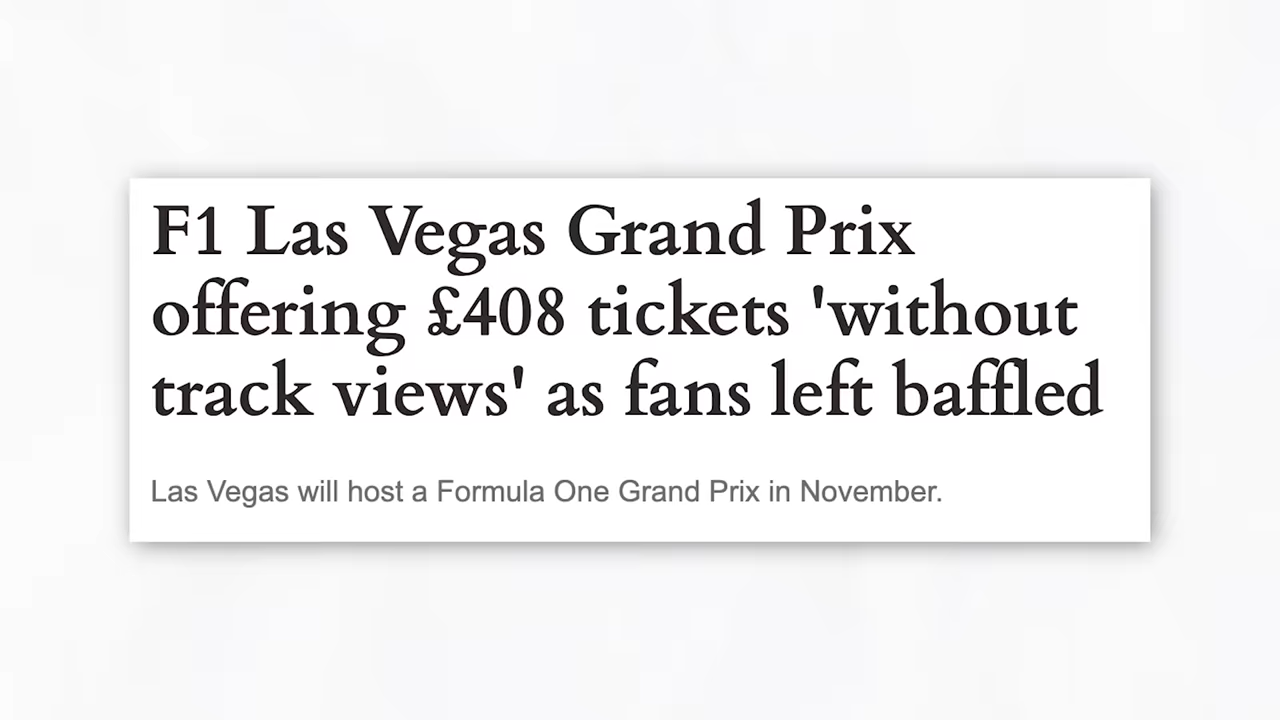 F1 Las Vegas Grand Prix
offering £408 tickets 'without
track views' as fans left baffled
Las Vegas will host a Formula One Grand Prix in November.